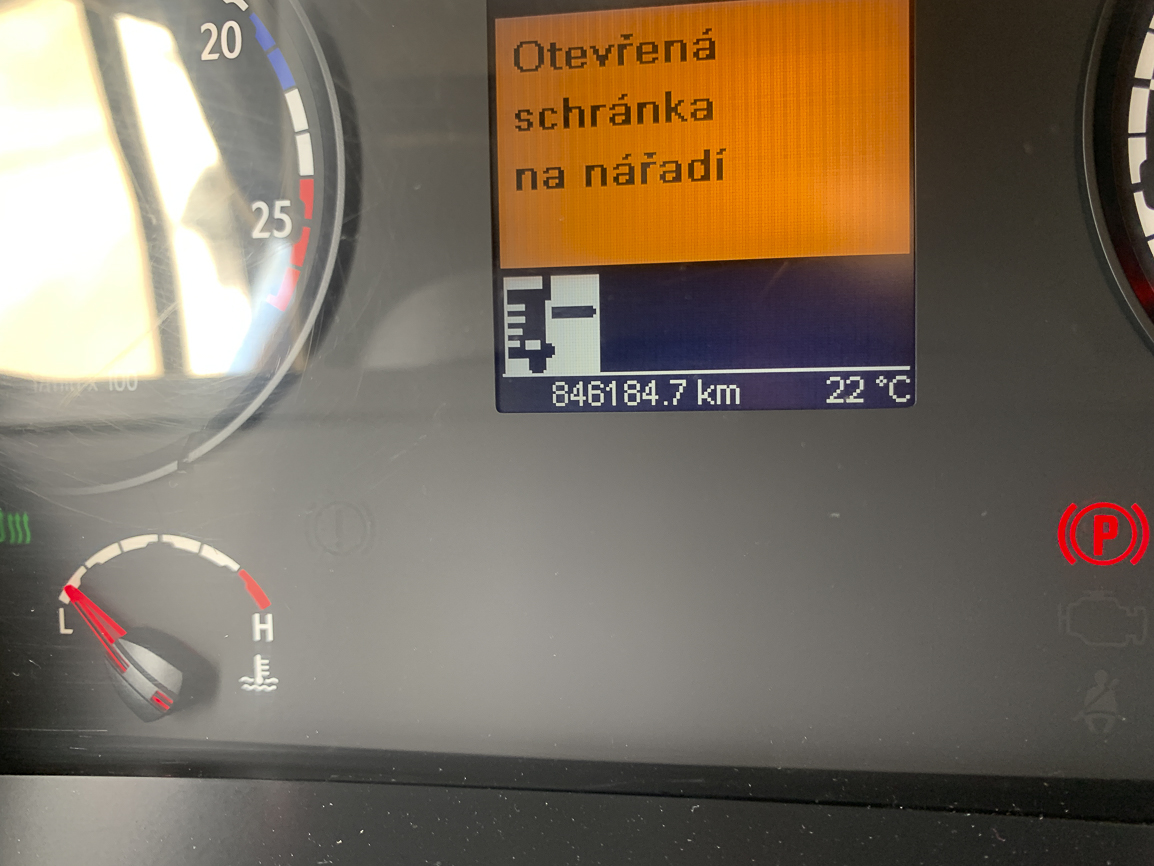 20
25
Otevřená
schránka
na nářadí
846184.7 km
22 °C
L
H
P